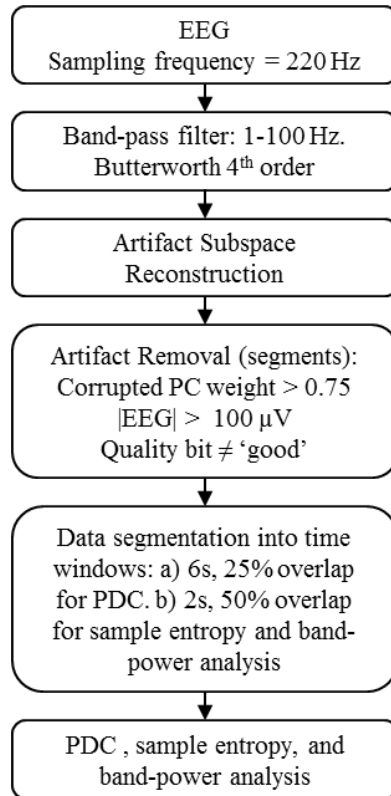 EEG
Sampling frequency = 220 Hz
Band-pass filter: 1-100 Hz.
Butterworth 4th order
Artifact Subspace
Reconstruction
Artifact Removal (segments):
Corrupted PC weight > 0.75
|EEG| > 100 μV
Quality bit ≠ ‘good’
Data segmentation into time
windows: a) 6s, 25% overlap
for PDC. b) 2s, 50% overlap
for sample entropy and band-
power analysis
PDC , sample entropy, and
band-power analysis